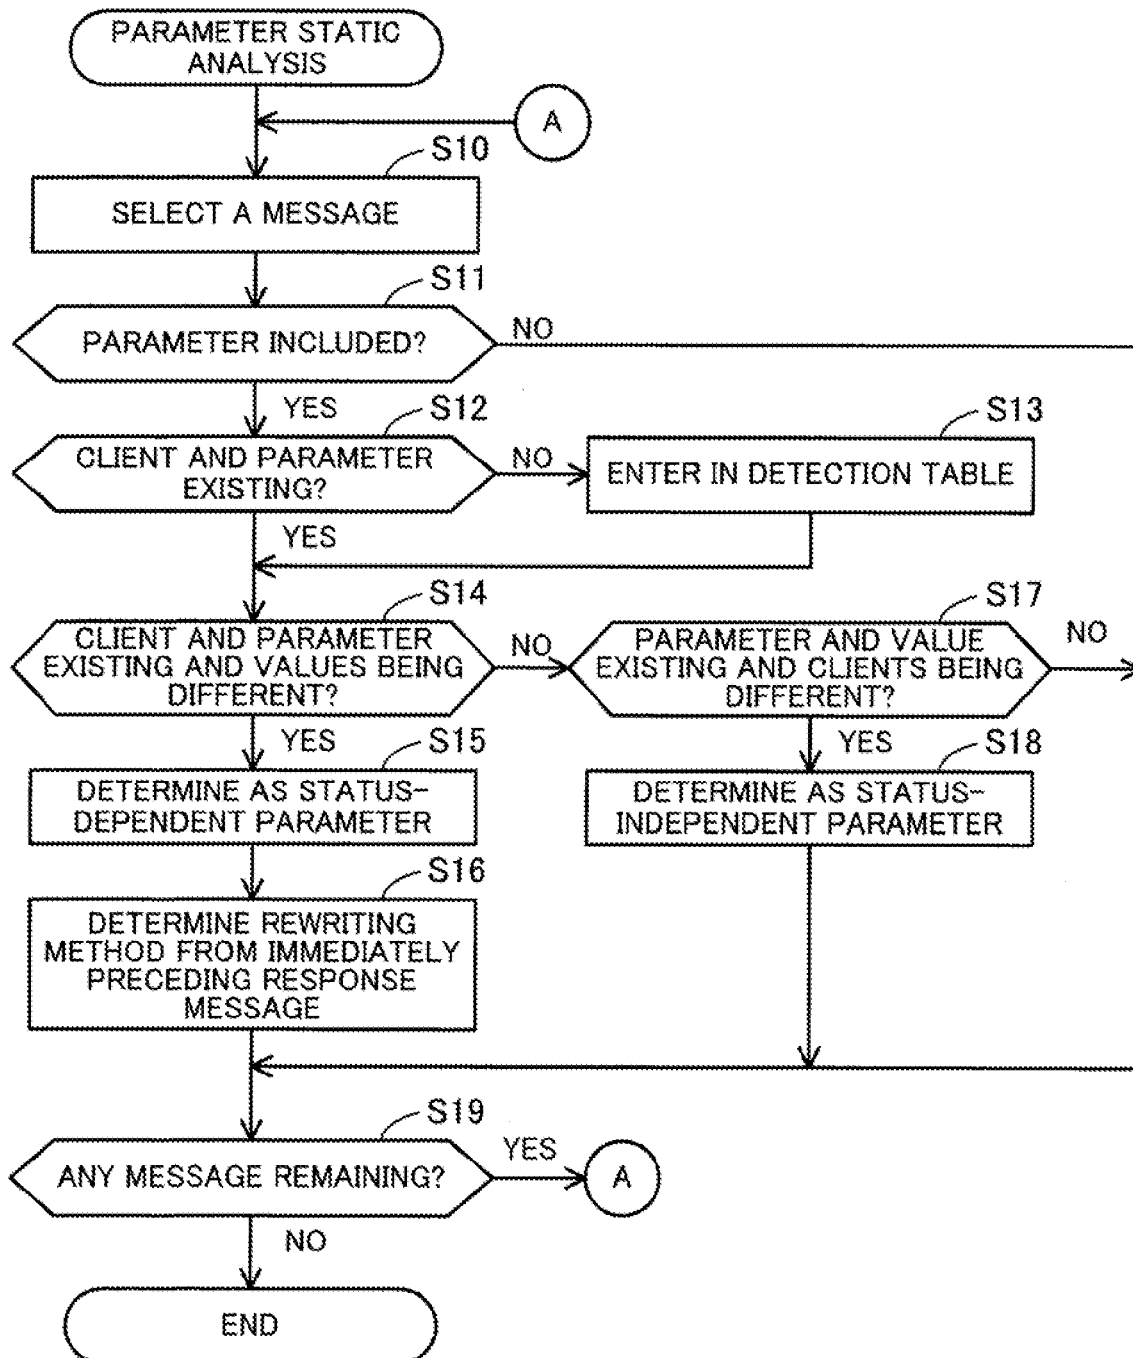 PARAMETER STATIC
ANALYSIS
A
S10
SELECT A MESSAGE
S11
PARAMETER INCLUDED?
NO
YES
S12
CLIENT AND PARAMETER
EXISTING?
NO
S13
ENTER IN DETECTION TABLE
YES
S14
CLIENT AND PARAMETER
EXISTING AND VALUES BEING
DIFFERENT?
NO
S17
PARAMETER AND VALUE
EXISTING AND CLIENTS BEING
DIFFERENT?
NO
YES
S15
DETERMINE AS STATUS-
DEPENDENT PARAMETER
YES
S18
DETERMINE AS STATUS-
INDEPENDENT PARAMETER
S16
DETERMINE REWRITING
METHOD FROM IMMEDIATELY
PRECEDING RESPONSE
MESSAGE
S19
ANY MESSAGE REMAINING?
YES
A
NO
END